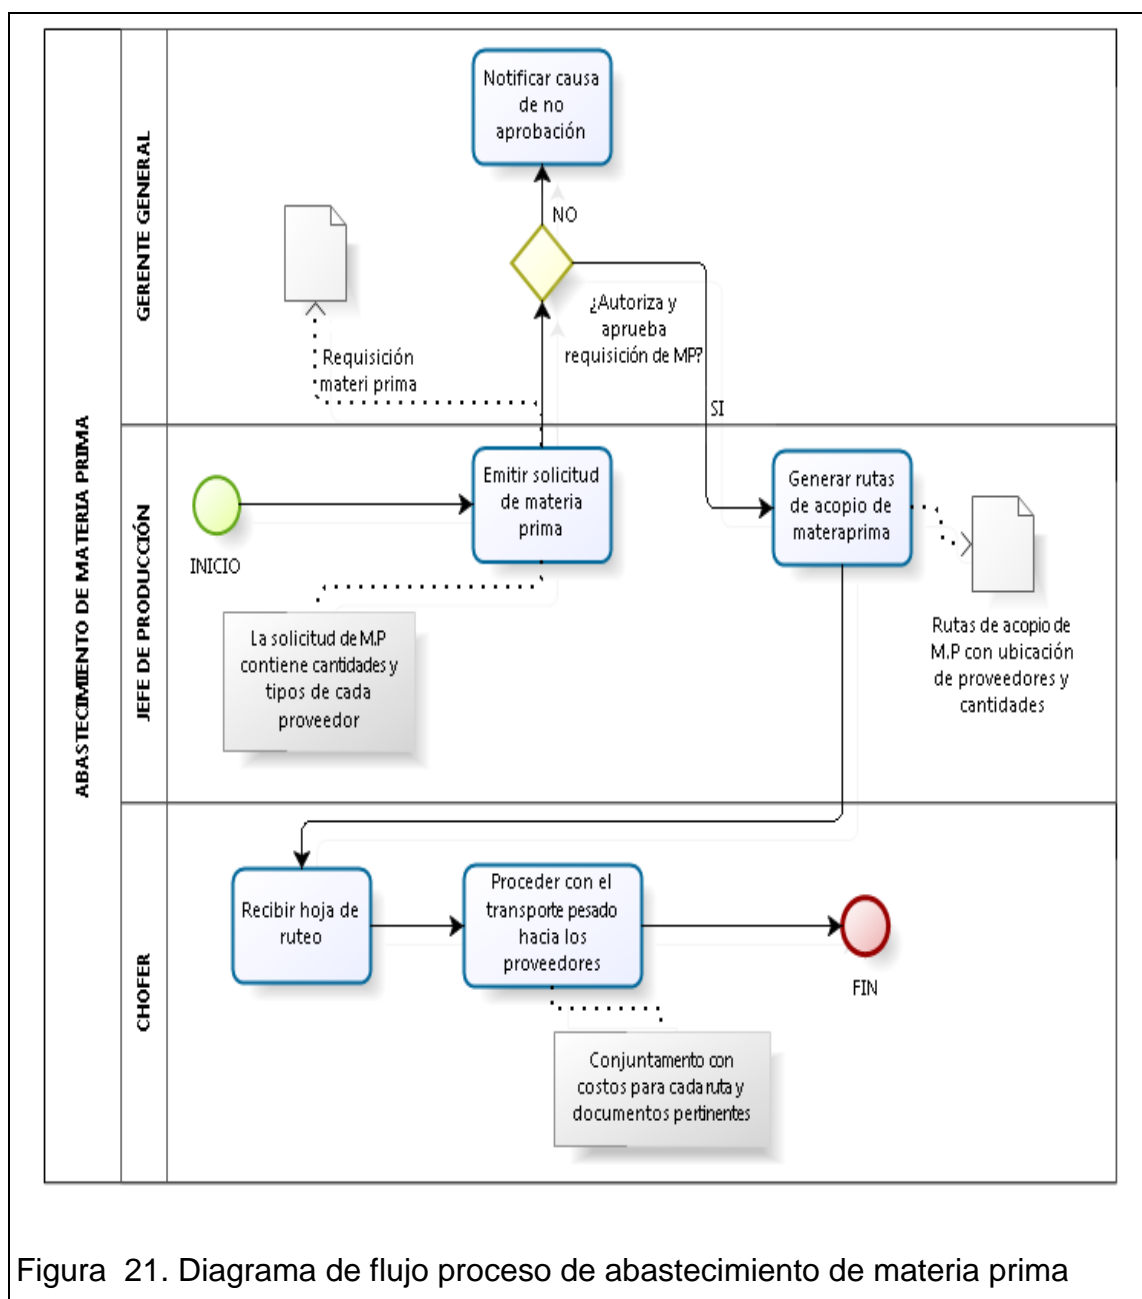 ABASTECIMIENTO DE MATERIA PRIMA
GERENTE GENERAL
Notificar causa
de no
aprobación
NO
¿Autoriza y
aprueba
requisición de MP?
Requisición
materi prima
SI
JEFE DE PRODUCCIÓN
INICIO
Emitir solicitud
de materia
prima
Generar rutas
de acopio de
materaprima
La solicitud de M.P
contiene cantidades y
tipos de cada
proveedor
Rutas de acopio de
M.P con ubicación
de proveedores y
cantidades
CHOFER
Recibir hoja de
ruteo
Proceder con el
transporte pesado
hacia los
proveedores
FIN
Conjuntamento con
costos para cada ruta y
documentos pertinentes
Figura 21. Diagrama de flujo proceso de abastecimiento de materia prima